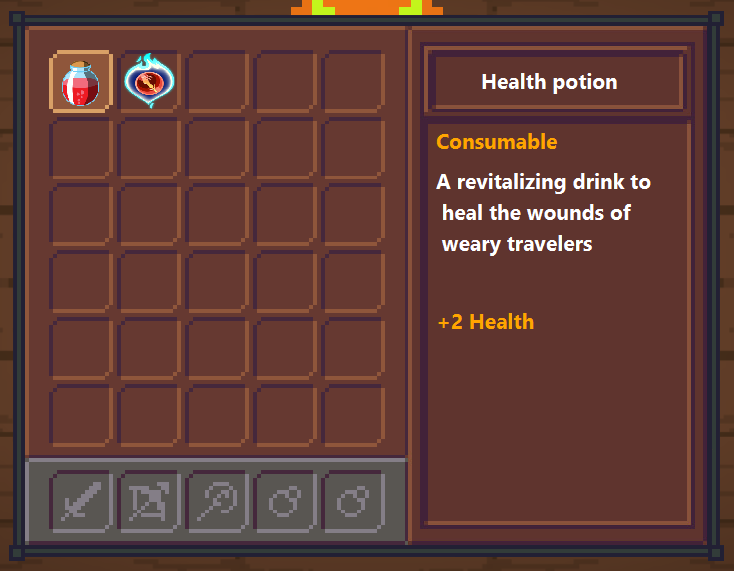 Health potion
Consumable
A revitalizing drink to
heal the wounds of
weary travelers
+2 Health